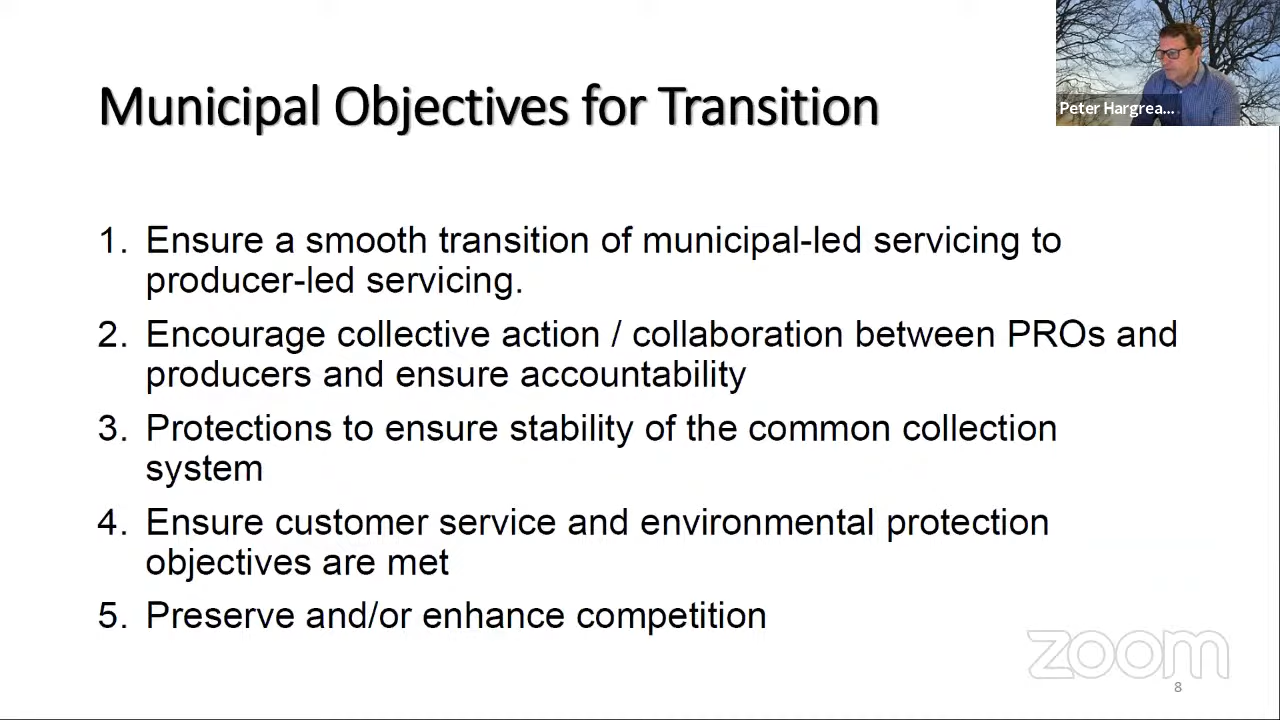 Municipal Objectives for Transition
Peter Hargrea...
1. Ensure a smooth transition of municipal-led servicing to
producer-led servicing.
2. Encourage collective action / collaboration between PROs and
producers and ensure accountability
3. Protections to ensure stability of the common collection
system
4. Ensure customer service and environmental protection
objectives are met
5. Preserve and/or enhance competition
zoom
8